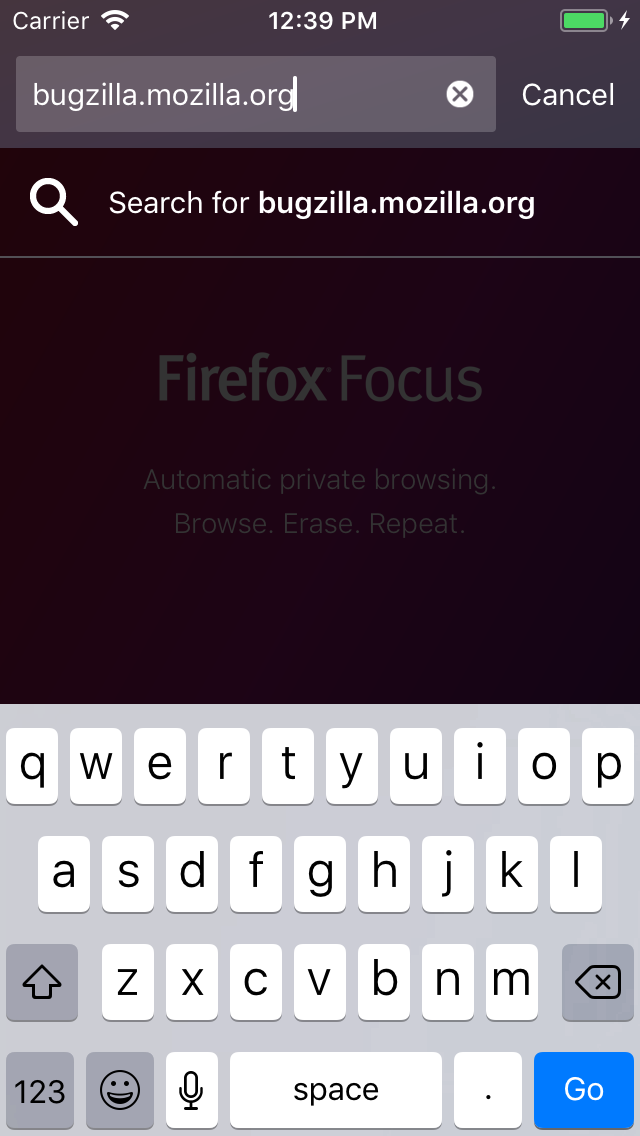 Carrier 12:39 PM
bugzilla.mozilla.org Cancel
Search for bugzilla.mozilla.org
Firefox Focus
Automatic private browsing.
Browse. Erase. Repeat.
q w e r t y u i o p
a s d f g h j k l
z x c v b n m
123 space . Go